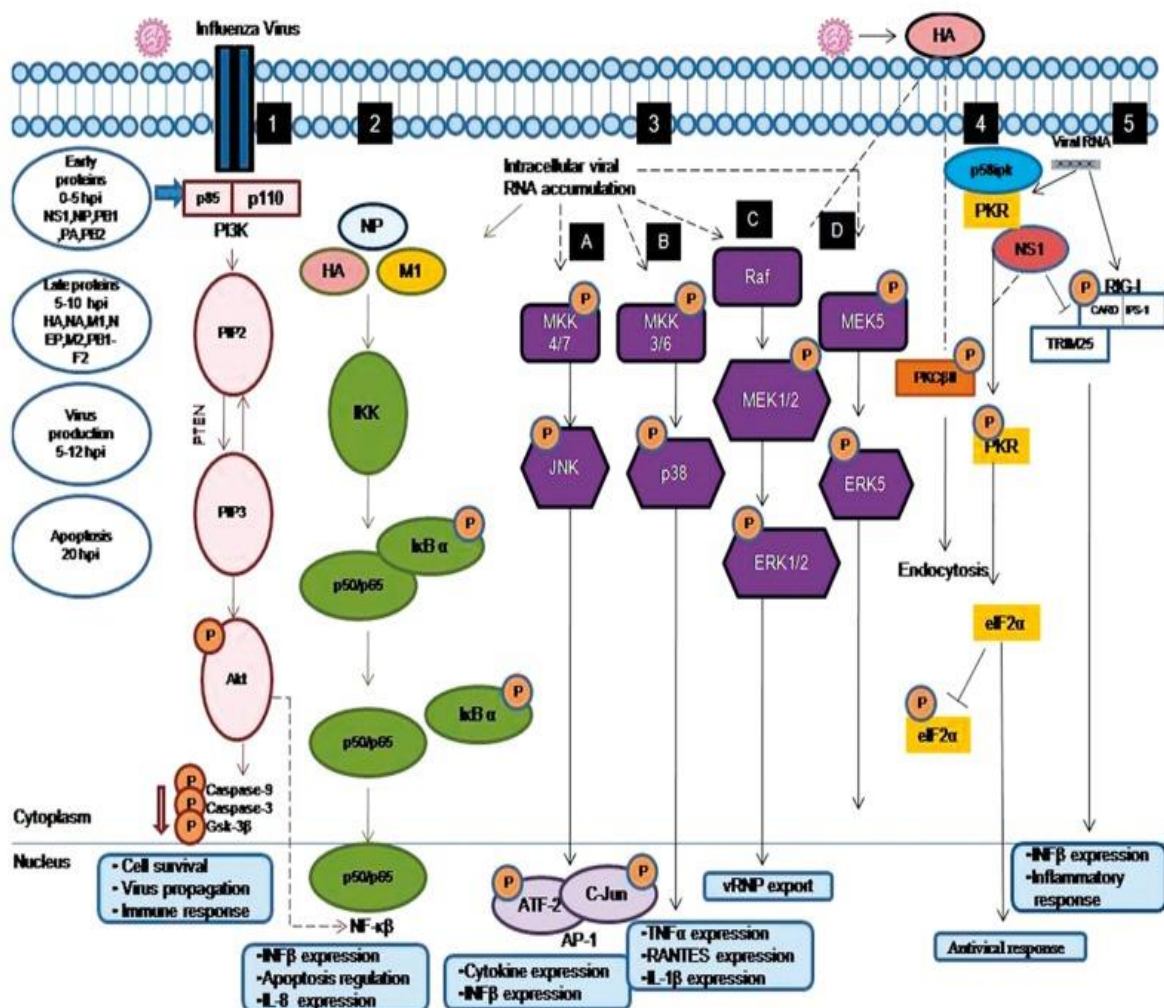 Influenza Virus
HA
1
2
3
4
5
Early
proteins
0-5 hpi
NS1,NP,PB1
,PA,PB2
p85
p110
PI3K
Late proteins
5-10 hpi
HA,NA,M1,N
EP,M2,PB1-
F2
Virus
production
5-12 hpi
Apoptosis
20 hpi
PIP2
PTEN
PIP3
P
Akt
P
Caspase-9
P
Caspase-3
P
Gsk-3β
Cytoplasm
Nucleus
• Cell survival
• Virus propagation
• Immune response
NP
HA
M1
IKK
P
IκB α
p50/p65
P
IκB α
p50/p65
p50/p65
NF-κβ
•INFβ expression
•Apoptosis regulation
•IL-8 expression
Intracellular viral
RNA accumulation
A
B
C
D
P
MKK
4/7
P
JNK
P
MKK
3/6
P
p38
Raf
P
MEK1/2
P
ERK1/2
P
MEK5
P
ERK5
P
ATF-2
P
C-Jun
AP-1
•Cytokine expression
•INFβ expression
•TNFα expression
•RANTES expression
•IL-1β expression
vRNP export
P
PKCβII
Endocytosis
p58ipk
PKR
Viral RNA
NS1
P
PKR
eIF2α
P
eIF2α
Antivical response
P
RIG-I
CARD
IPS-1
TRIM25
•INFβ expression
•Inflammatory
response